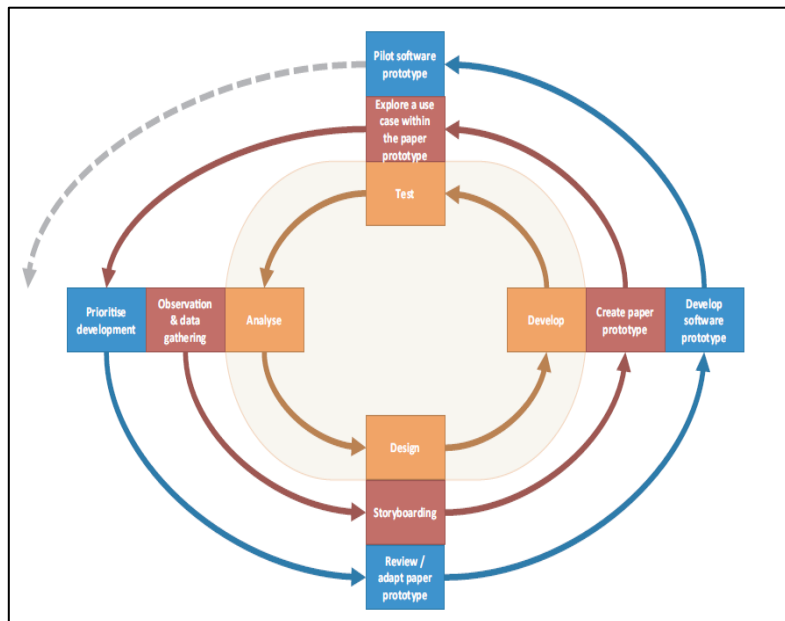 Pilot software
prototype
Explore a use
case within
the paper
prototype
Test
Prioritise
development
Observation
& data
gathering
Analyse
Develop
Create paper
prototype
Develop
software
prototype
Design
Storyboarding
Review /
adapt paper
prototype